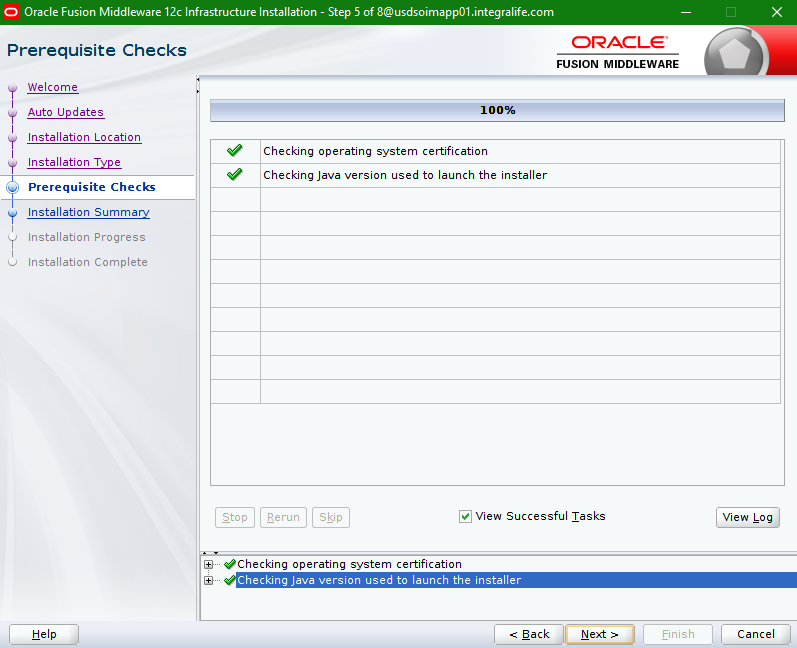 Oracle Fusion Middleware 12c Infrastructure Installation - Step 5 of 8@usdsoimapp01.integralife.com
Prerequisite Checks
ORACLE
FUSION MIDDLEWARE
Welcome
Auto Updates
Installation Location
Installation Type
Prerequisite Checks
Installation Summary
Installation Progress
Installation Complete
100%
Checking operating system certification
Checking Java version used to launch the installer
Stop Rerun Skip View Successful Tasks View Log
Checking operating system certification
Checking Java version used to launch the installer
Help < Back Next > Finish Cancel